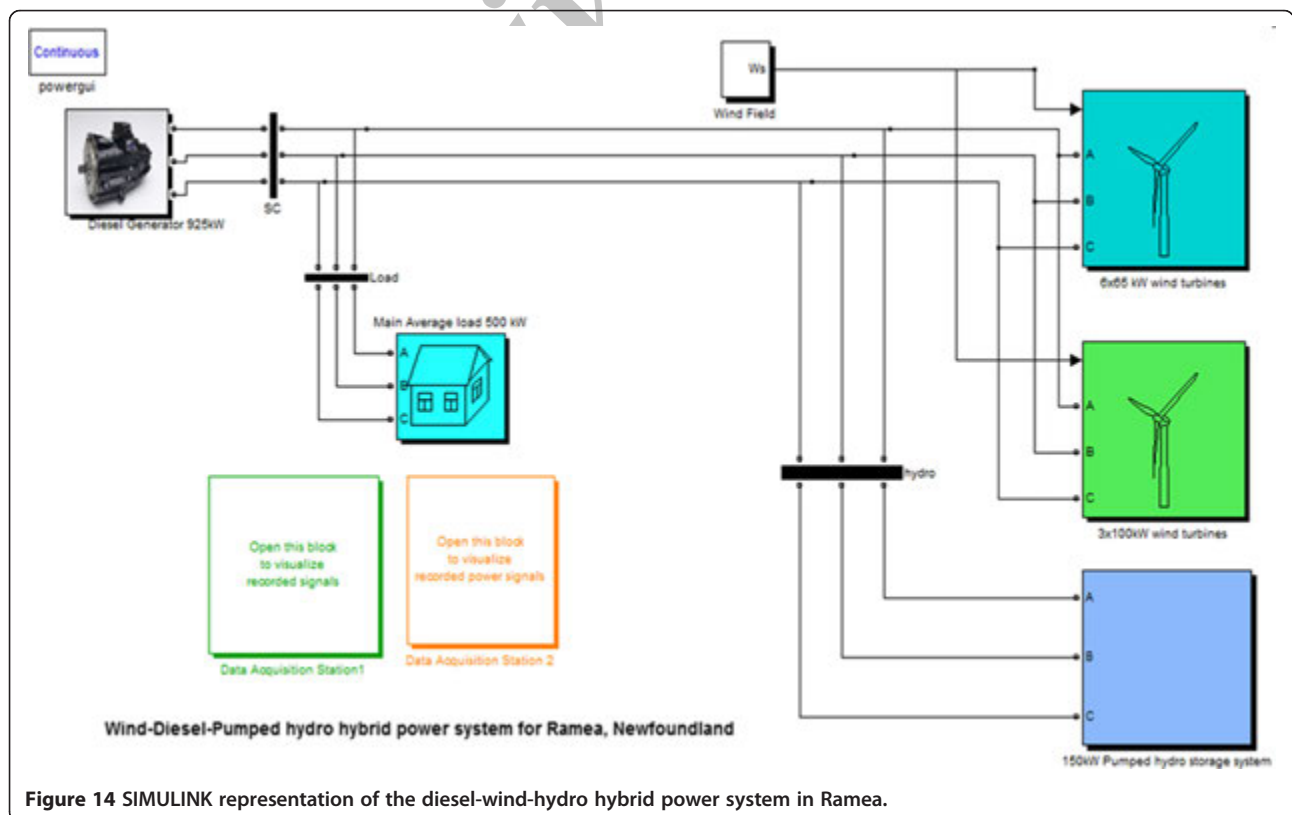 Continuous
powergui
Diesel Generator 925kW
SC
Ws
Wind Field
A
B
C
6x65 kW wind turbines
Load
Main Average load 500 kW
A
B
C
A
B
C
3x100kW wind turbines
hydro
Open this block
to visualize
recorded signals
Data Acquisition Station1
Open this block
to visualize
recorded power signals
Data Acquisition Station 2
A
B
C
150kW Pumped hydro storage system
Wind-Diesel-Pumped hydro hybrid power system for Ramea, Newfoundland
Figure 14 SIMULINK representation of the diesel-wind-hydro hybrid power system in Ramea.